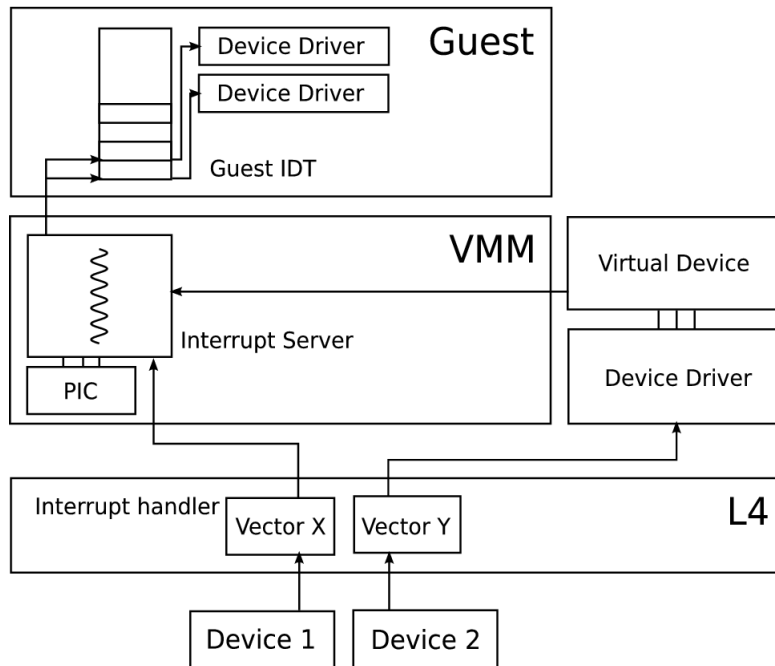 Device Driver
Guest
Device Driver
Guest IDT
VMM
Virtual Device
Interrupt Server
Device Driver
PIC
Interrupt handler
L4
Vector X
Vector Y
Device 1
Device 2